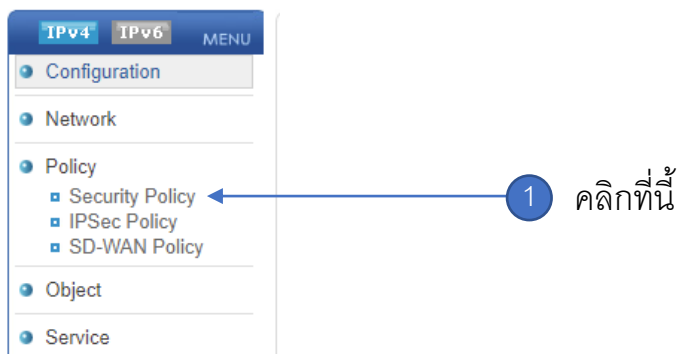 IPv4 IPv6 MENU
Configuration
Network
Policy
Security Policy
1 คลิกที่นี้
IPSec Policy
SD-WAN Policy
Object
Service